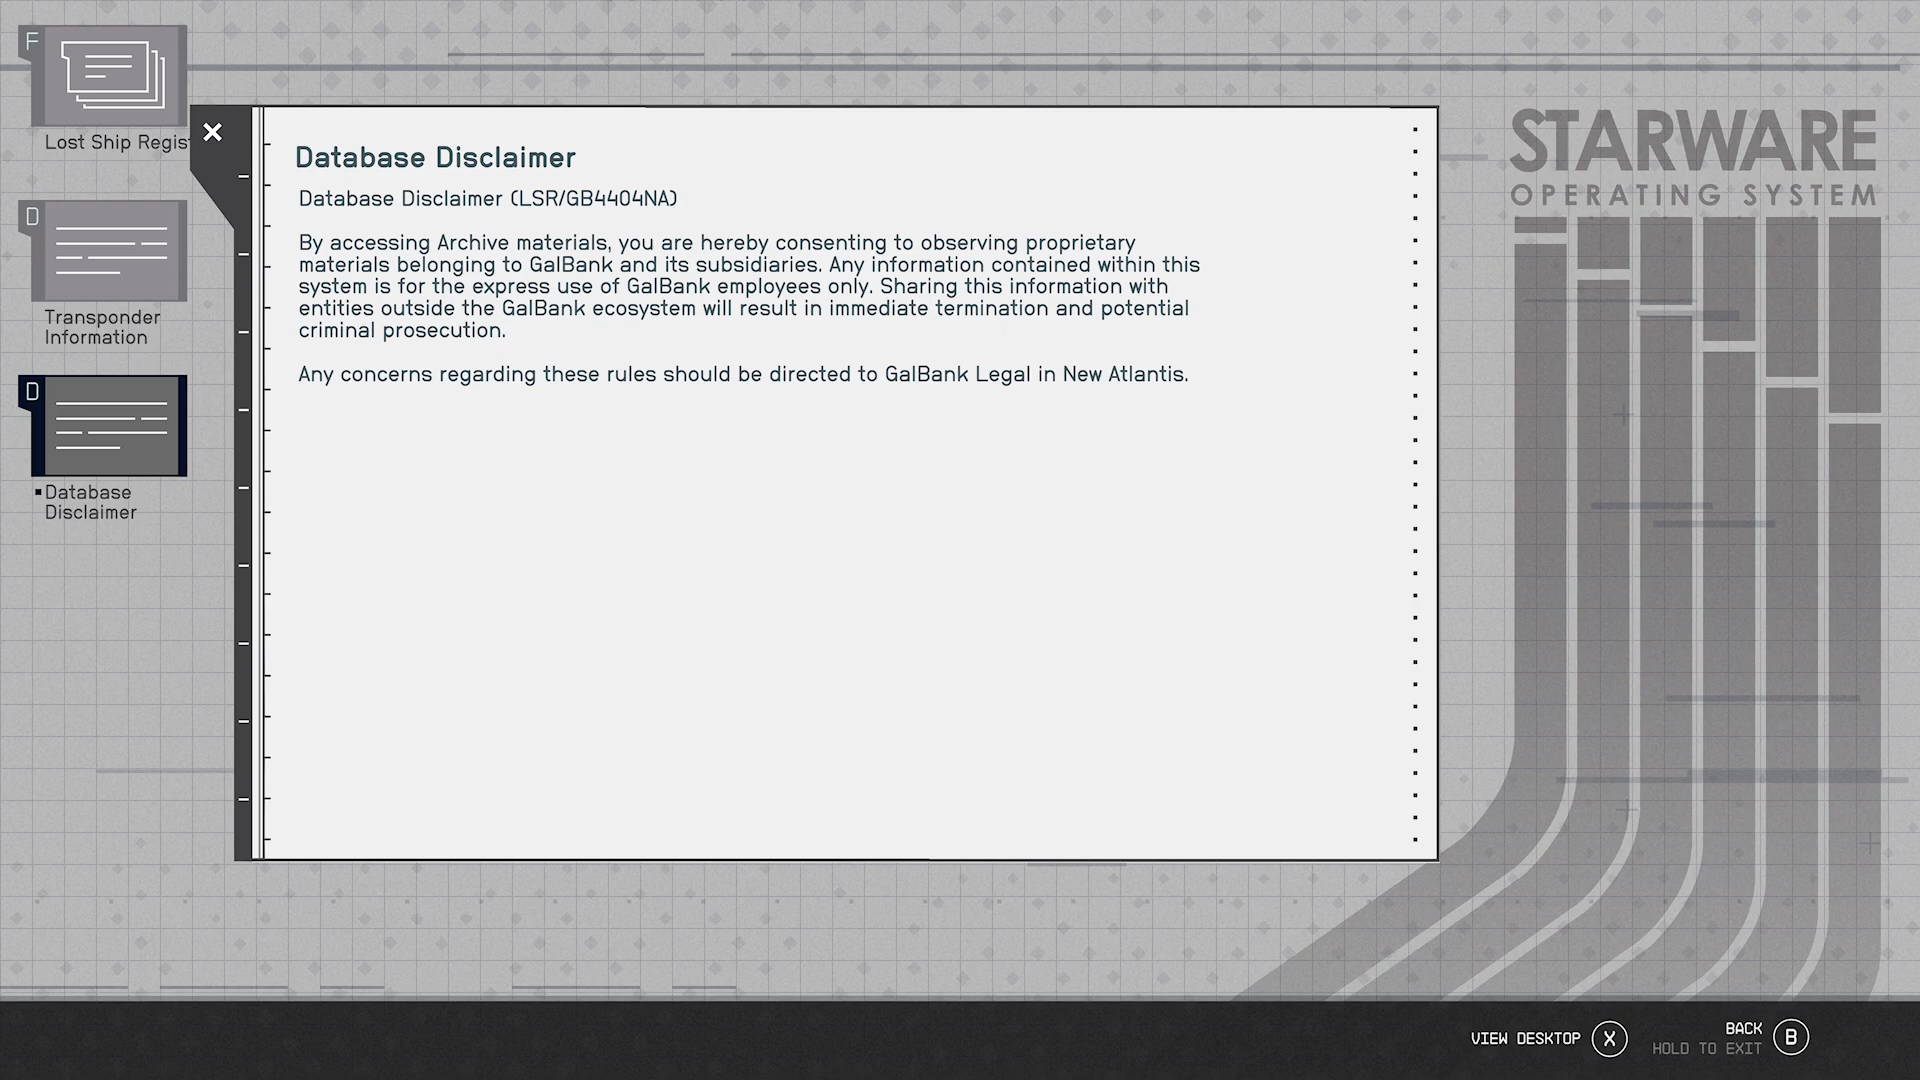 F
Lost Ship Regis
D
Transponder
Information
D
Database
Disclaimer
Database Disclaimer
Database Disclaimer (LSR/GB4404NA)
By accessing Archive materials, you are hereby consenting to observing proprietary
materials belonging to GalBank and its subsidiaries. Any information contained within this
system is for the express use of GalBank employees only. Sharing this information with
entities outside the GalBank ecosystem will result in immediate termination and potential
criminal prosecution.
Any concerns regarding these rules should be directed to GalBank Legal in New Atlantis.
STARWARE
OPERATING SYSTEM
VIEW DESKTOP X
BACK B
HOLD TO EXIT